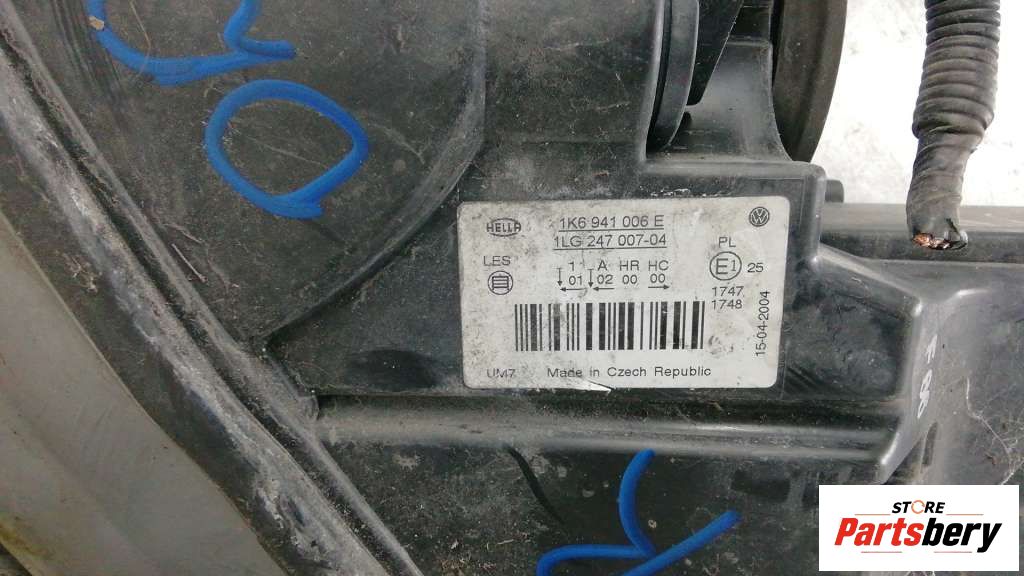 HELLA 1K6 941 006 E
1LG 247 007-04
LES
1 A HR HC
01 02 00 00
PL
E1 25
1747
1748
15-04-2004
UM7 Made in Czech Republic
STORE
Partsbery